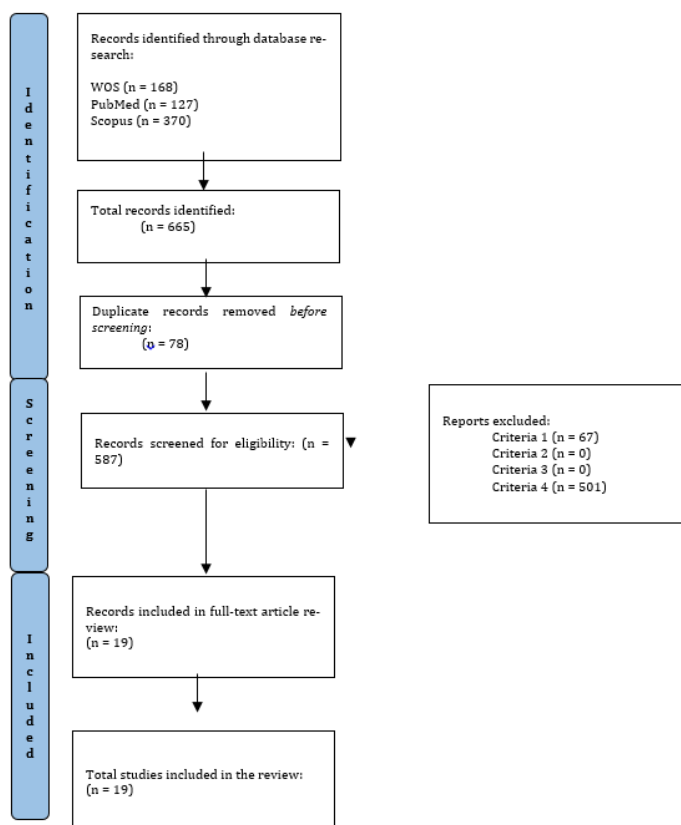 Identification
Records identified through database re-
search:
WOS (n = 168)
PubMed (n = 127)
Scopus (n = 370)
Total records identified:
(n = 665)
Duplicate records removed before
screening:
(n = 78)
Screening
Records screened for eligibility: (n =
587)
Reports excluded:
Criteria 1 (n = 67)
Criteria 2 (n = 0)
Criteria 3 (n = 0)
Criteria 4 (n = 501)
Included
Records included in full-text article re-
view:
(n = 19)
Total studies included in the review:
(n = 19)